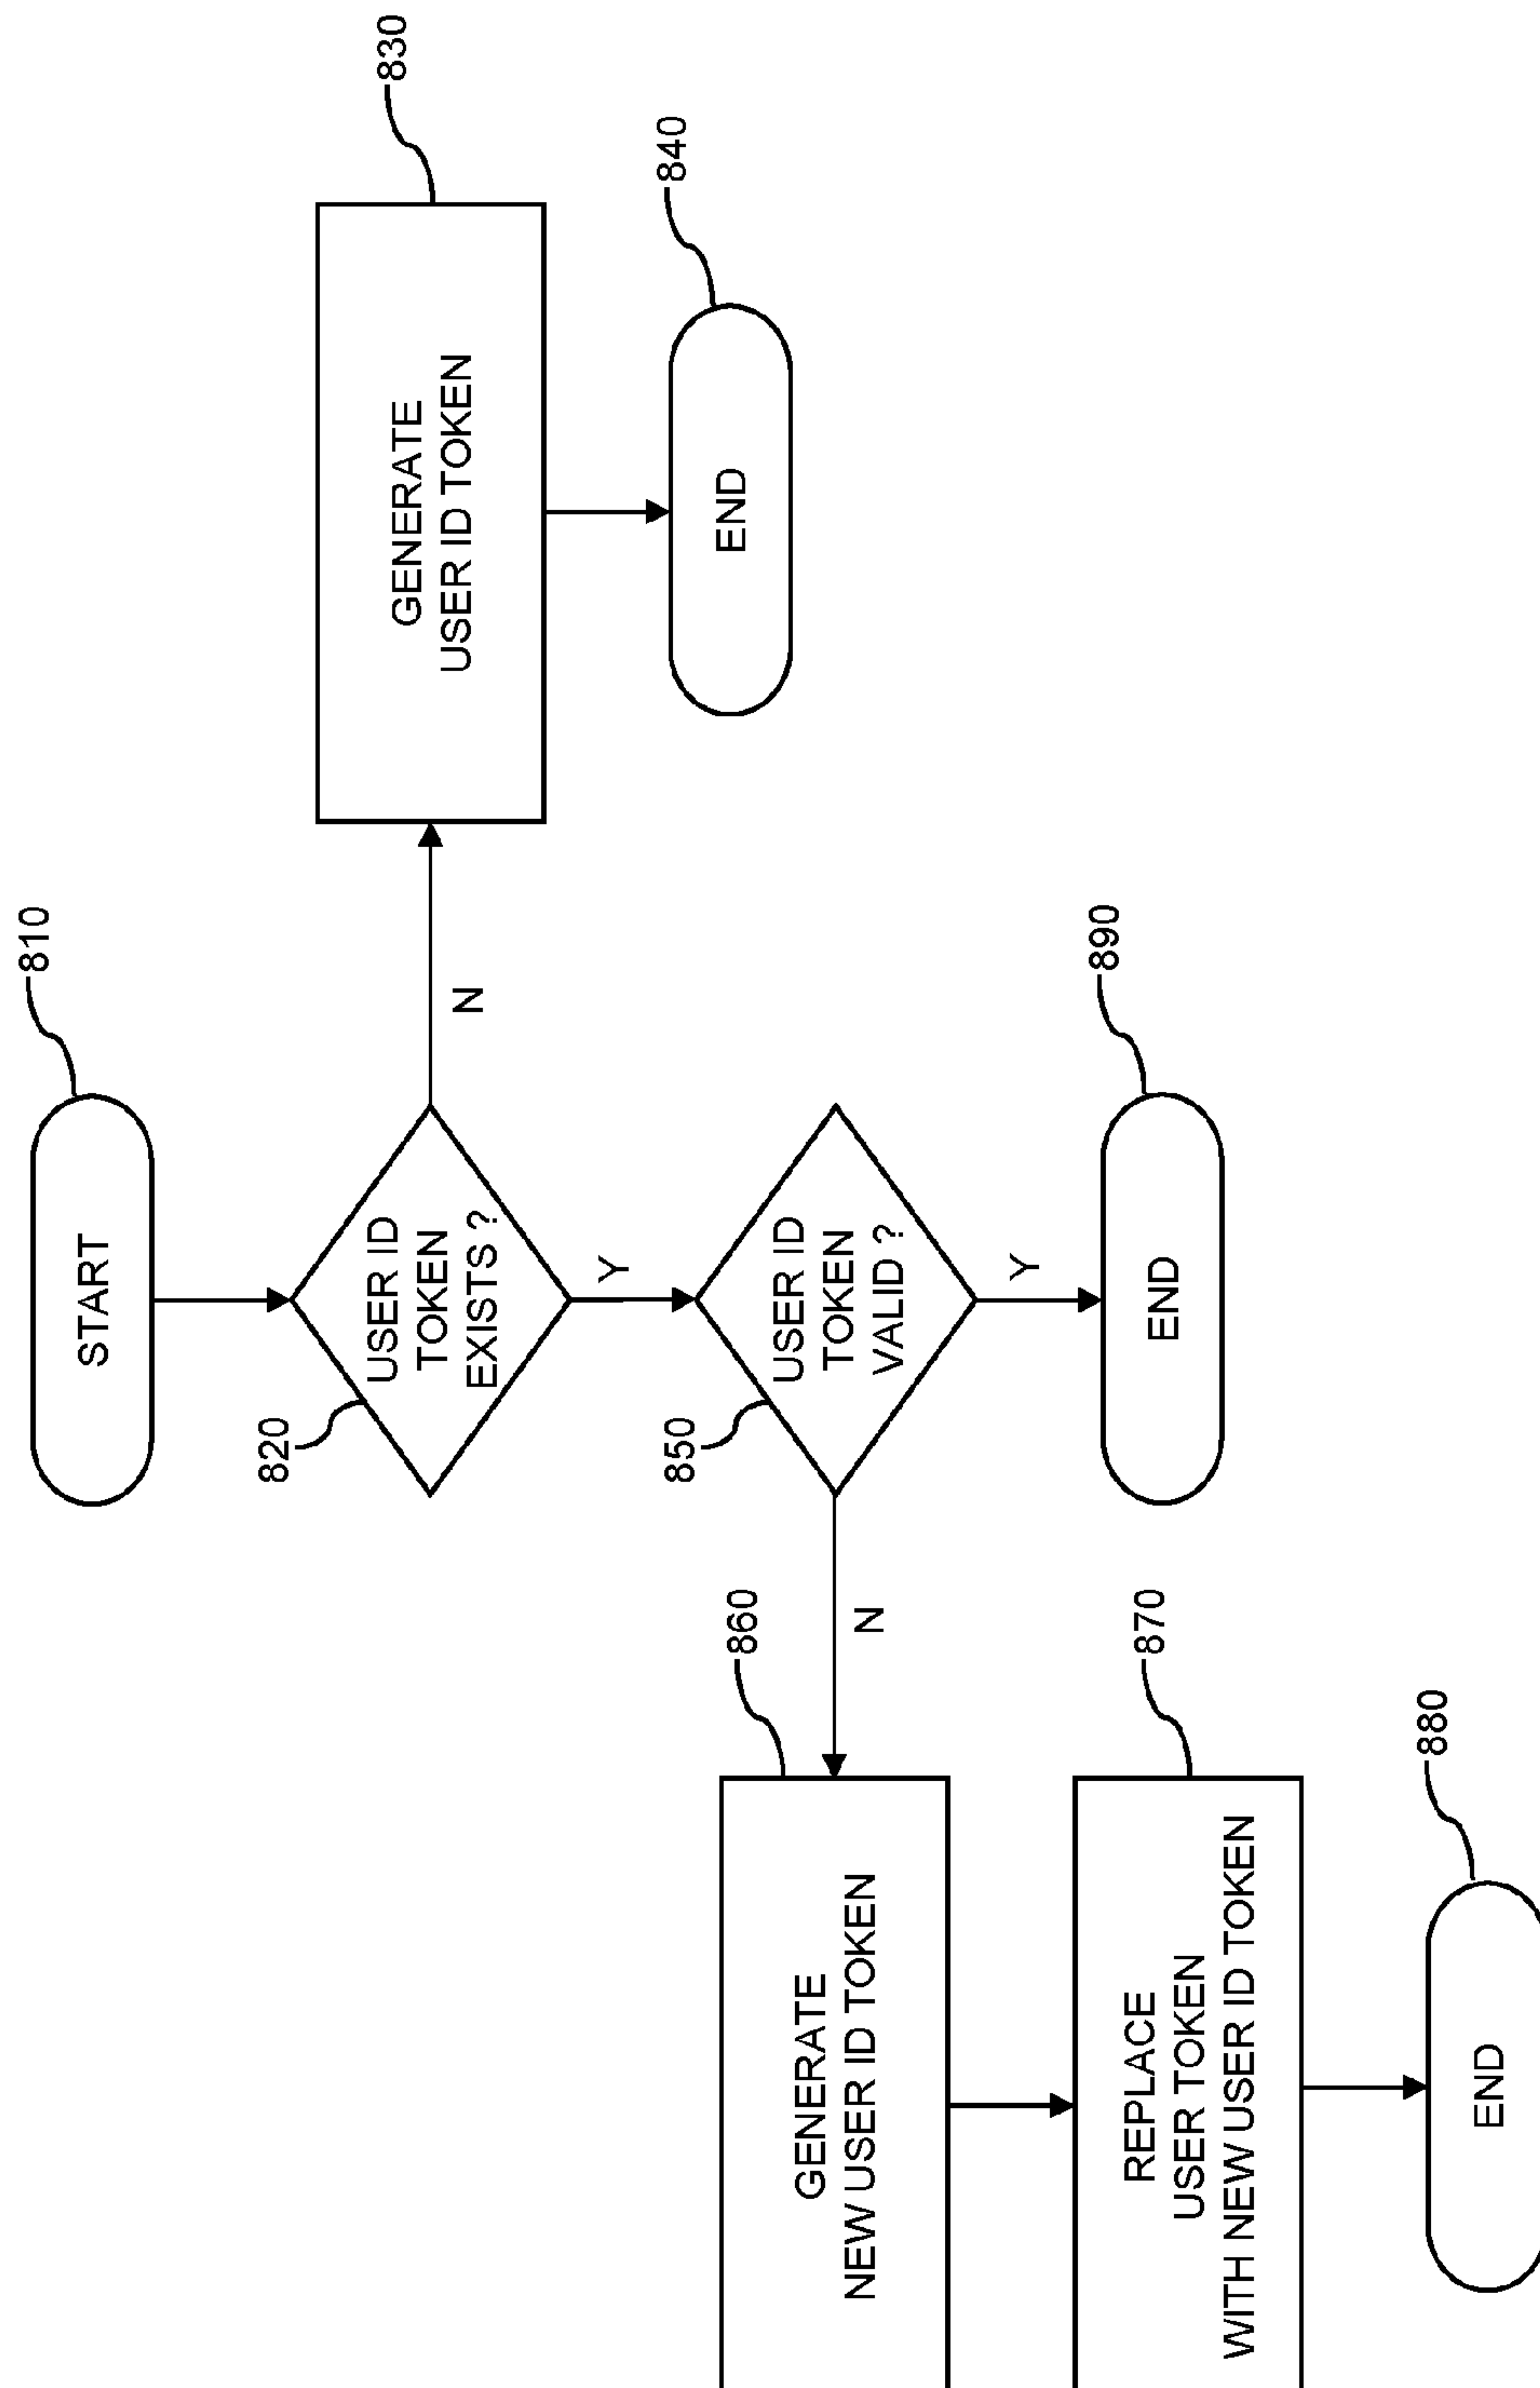 810
START
820
USER ID
TOKEN
EXISTS ?
N
830
GENERATE
USER ID TOKEN
840
END
Y
850
USER ID
TOKEN
VALID ?
N
860
GENERATE
NEW USER ID TOKEN
870
REPLACE
USER TOKEN
WITH NEW USER ID TOKEN
880
END
Y
890
END